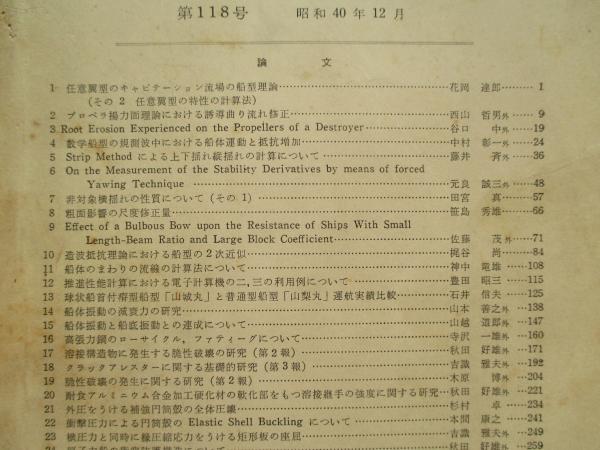 第118号 昭和40年12月
論文
1 任意翼型のキャビテーション流場の船型理論 花岡 達郎 1
(その2 任意翼型の特性の計算法)
2 プロペラ揚力面理論における誘導曲り流れ修正 西山 哲男外 9
3 Root Erosion Experienced on the Propellers of a Destroyer 谷口 中外 19
4 数学船型の規則波中における船体運動と抵抗増加 中村 彰一外 24
5 Strip Method による上下揺れ縦揺れの計算について 藤井 斉外 36
6 On the Measurement of the Stability Derivatives by means of forced
Yawing Technique 元良 誠三外 48
7 非対象横揺れの性質について(その1) 田宮 真 57
8 粗面影響の尺度修正量 笹島 秀雄 66
9 Effect of a Bulbous Bow upon the Resistance of Ships With Small
Length-Beam Ratio and Large Block Coefficient 佐藤 茂外 71
10 造波抵抗理論における船型の2次近似 梶谷 尚 84
11 船体のまわりの流線の計算法について 神中 竜雄 108
12 推進性能計算における電子計算機の二,三の利用例について 豊田 昭三 115
13 球状船首付瘠型船型「山城丸」と普通型船型「山梨丸」運航実績比較 石井 信夫 125
14 船体振動の減衰力の研究 山本 善之外 138
15 船体振動と船底振動との連成について 山越 道郎外 147
16 高張力鋼のローサイクル,ファティーグについて 寺沢 一雄外 160
17 溶接構造物に発生する脆性破壊の研究(第2報) 秋田 好雄外 171
18 クラックアレスターに関する基礎的研究(第3報) 吉識 雅夫外 192
19 脆性破壊の発生に関する研究(第2報) 木原 博外 204
20 耐食アルミニウム合金加工硬化材の軟化部をもつ溶接継手の強度に関する研究 秋田 好雄外 221
21 外圧をうける補強円筒殻の全体圧壊 杉村 卓 234
22 衝撃圧力による円筒殻の Elastic Shell Buckling について 本間 康之外 241
23 横圧力と同時に縁圧縮応力をうける矩形板の座屈 吉識 雅夫外 249
秋田 好雄外 259